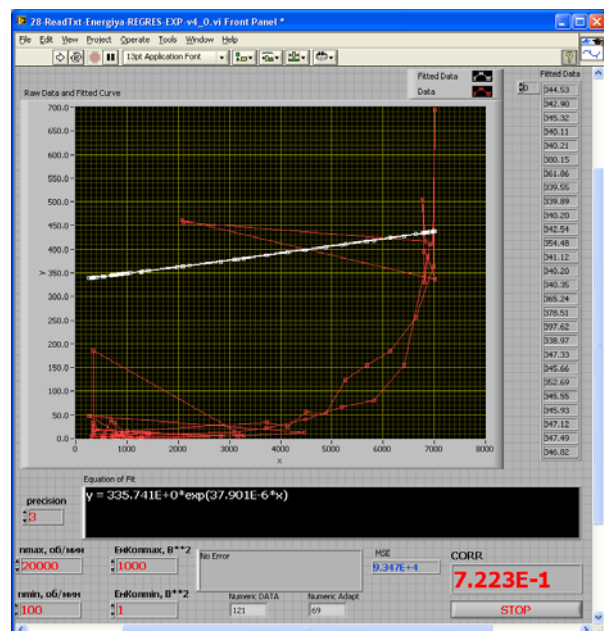 28-ReadTxt-Energiya-REGRES-EXP-v4_0.vi Front Panel *
File Edit View Project Operate Tools Window Help
13pt Application Font
Fitted Data
Data
Raw Data and Fitted Curve
700.0
650.0
600.0
550.0
500.0
450.0
400.0
350.0
300.0
250.0
200.0
150.0
100.0
50.0
0.0
y
0 1000 2000 3000 4000 5000 6000 7000 8000
x
Fitted Data
0
344.53
342.90
345.32
340.11
340.21
380.15
361.86
339.55
339.89
340.20
342.54
354.48
341.12
340.20
340.35
365.24
378.51
397.62
338.97
347.33
345.66
352.69
345.55
345.93
347.12
347.49
346.82
Equation of Fit
y = 335.741E+0*exp(37.901E-6*x)
precision
3
nmax, об/мин
20000
ЕнКолmax, В**2
1000
No Error
MSE
9.347E+4
CORR
7.223E-1
nmin, об/мин
100
ЕнКолmin, В**2
1
Numeric DATA
121
Numeric Adapt
69
STOP